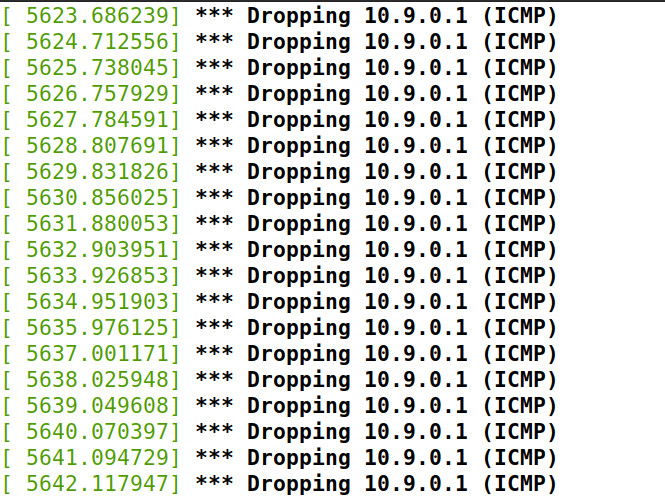 [ 5623.686239] *** Dropping 10.9.0.1 (ICMP)
[ 5624.712556] *** Dropping 10.9.0.1 (ICMP)
[ 5625.738045] *** Dropping 10.9.0.1 (ICMP)
[ 5626.757929] *** Dropping 10.9.0.1 (ICMP)
[ 5627.784591] *** Dropping 10.9.0.1 (ICMP)
[ 5628.807691] *** Dropping 10.9.0.1 (ICMP)
[ 5629.831826] *** Dropping 10.9.0.1 (ICMP)
[ 5630.856025] *** Dropping 10.9.0.1 (ICMP)
[ 5631.880053] *** Dropping 10.9.0.1 (ICMP)
[ 5632.903951] *** Dropping 10.9.0.1 (ICMP)
[ 5633.926853] *** Dropping 10.9.0.1 (ICMP)
[ 5634.951903] *** Dropping 10.9.0.1 (ICMP)
[ 5635.976125] *** Dropping 10.9.0.1 (ICMP)
[ 5637.001171] *** Dropping 10.9.0.1 (ICMP)
[ 5638.025948] *** Dropping 10.9.0.1 (ICMP)
[ 5639.049608] *** Dropping 10.9.0.1 (ICMP)
[ 5640.070397] *** Dropping 10.9.0.1 (ICMP)
[ 5641.094729] *** Dropping 10.9.0.1 (ICMP)
[ 5642.117947] *** Dropping 10.9.0.1 (ICMP)